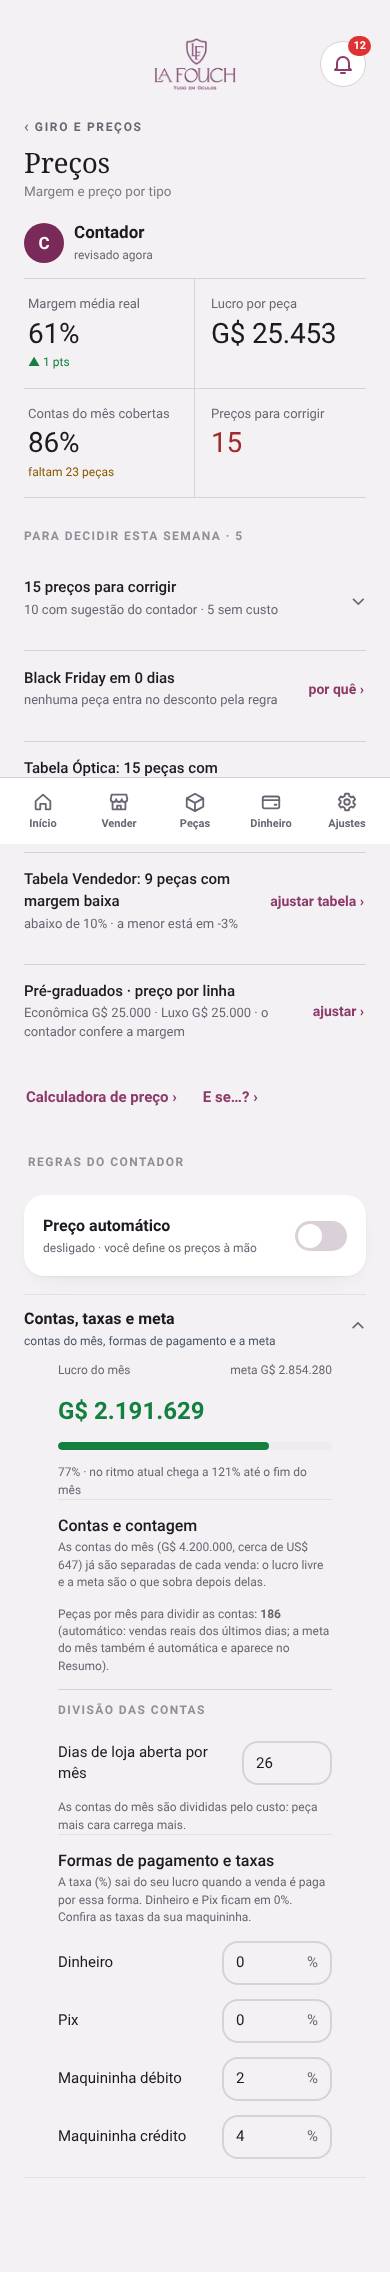 LA FOUCH
TUDO EM ÓCULOS
12
‹ GIRO E PREÇOS
Preços
Margem e preço por tipo
C
Contador
revisado agora
Margem média real
61%
▲ 1 pts
Lucro por peça
G$ 25.453
Contas do mês cobertas
86%
faltam 23 peças
Preços para corrigir
15
PARA DECIDIR ESTA SEMANA · 5
15 preços para corrigir
10 com sugestão do contador · 5 sem custo
Black Friday em 0 dias
nenhuma peça entra no desconto pela regra
por quê ›
Tabela Óptica: 15 peças com
Início
Vender
Peças
Dinheiro
Ajustes
Tabela Vendedor: 9 peças com
margem baixa
abaixo de 10% · a menor está em -3%
ajustar tabela ›
Pré-graduados · preço por linha
Econômica G$ 25.000 · Luxo G$ 25.000 · o
contador confere a margem
ajustar ›
Calculadora de preço ›
E se…? ›
REGRAS DO CONTADOR
Preço automático
desligado · você define os preços à mão
Contas, taxas e meta
contas do mês, formas de pagamento e a meta
Lucro do mês
meta G$ 2.854.280
G$ 2.191.629
77% · no ritmo atual chega a 121% até o fim do
mês
Contas e contagem
As contas do mês (G$ 4.200.000, cerca de US$
647) já são separadas de cada venda: o lucro livre
e a meta são o que sobra depois delas.
Peças por mês para dividir as contas: 186
(automático: vendas reais dos últimos dias; a meta
do mês também é automática e aparece no
Resumo).
DIVISÃO DAS CONTAS
Dias de loja aberta por
mês
26
As contas do mês são divididas pelo custo: peça
mais cara carrega mais.
Formas de pagamento e taxas
A taxa (%) sai do seu lucro quando a venda é paga
por essa forma. Dinheiro e Pix ficam em 0%.
Confira as taxas da sua maquininha.
Dinheiro
0 %
Pix
0 %
Maquininha débito
2 %
Maquininha crédito
4 %